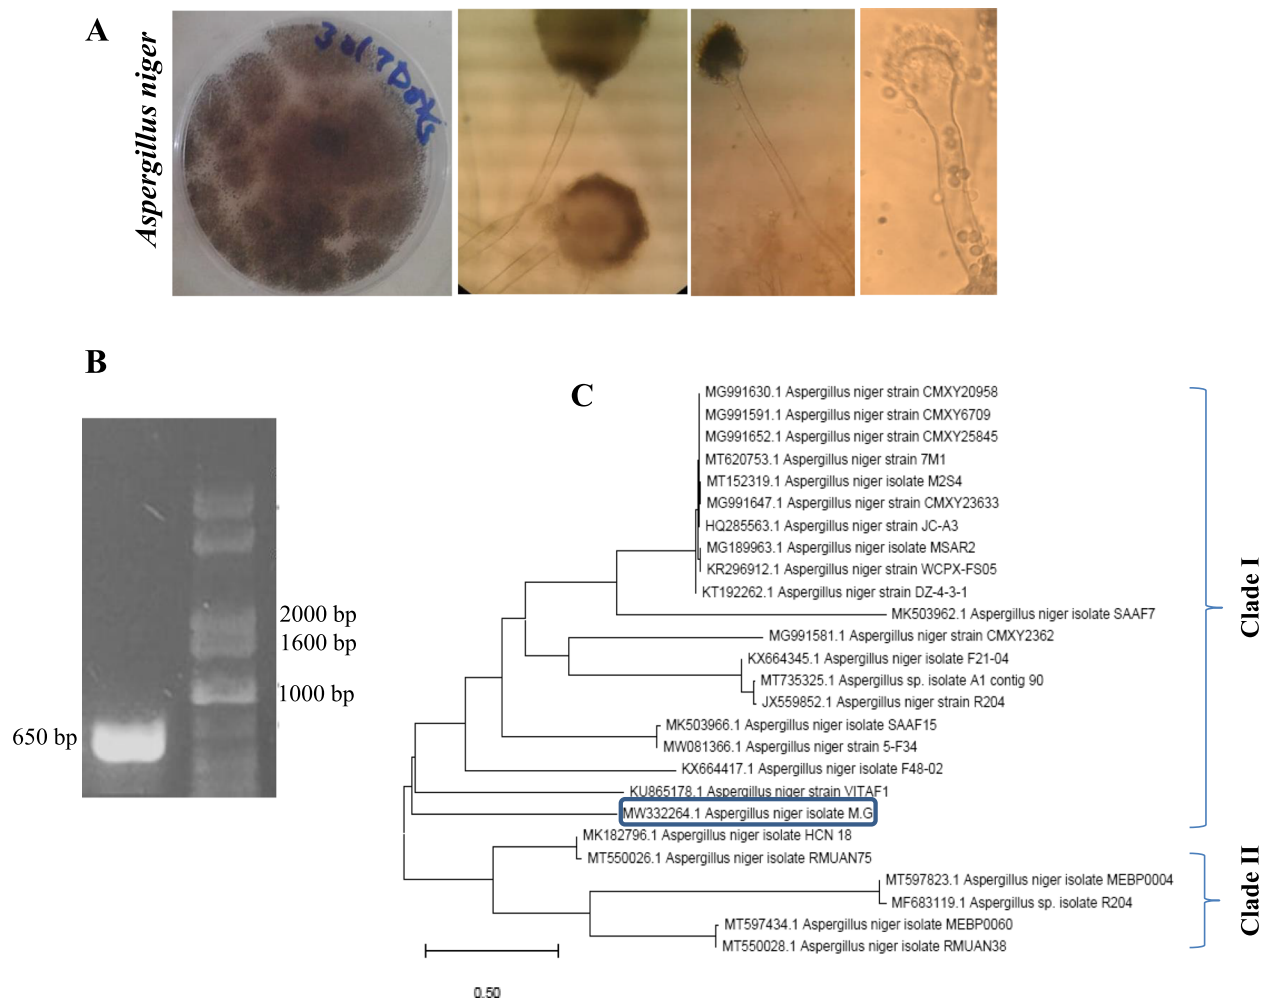 A
Aspergillus niger
B
2000 bp
1600 bp
1000 bp
650 bp
C
MG991630.1 Aspergillus niger strain CMXY20958
MG991591.1 Aspergillus niger strain CMXY6709
MG991652.1 Aspergillus niger strain CMXY25845
MT620753.1 Aspergillus niger strain 7M1
MT152319.1 Aspergillus niger isolate M2S4
MG991647.1 Aspergillus niger strain CMXY23633
HQ285563.1 Aspergillus niger strain JC-A3
MG189963.1 Aspergillus niger isolate MSAR2
KR296912.1 Aspergillus niger strain WCPX-FS05
KT192262.1 Aspergillus niger strain DZ-4-3-1
MK503962.1 Aspergillus niger isolate SAAF7
MG991581.1 Aspergillus niger strain CMXY2362
KX664345.1 Aspergillus niger isolate F21-04
MT735325.1 Aspergillus sp. isolate A1 contig 90
JX559852.1 Aspergillus niger strain R204
MK503966.1 Aspergillus niger isolate SAAF15
MW081366.1 Aspergillus niger strain 5-F34
KX664417.1 Aspergillus niger isolate F48-02
KU865178.1 Aspergillus niger strain VITAF1
MW332264.1 Aspergillus niger isolate M.G
MK182796.1 Aspergillus niger isolate HCN 18
MT550026.1 Aspergillus niger isolate RMUAN75
MT597823.1 Aspergillus niger isolate MEBP0004
MF683119.1 Aspergillus sp. isolate R204
MT597434.1 Aspergillus niger isolate MEBP0060
MT550028.1 Aspergillus niger isolate RMUAN38
Clade I
Clade II
0.50